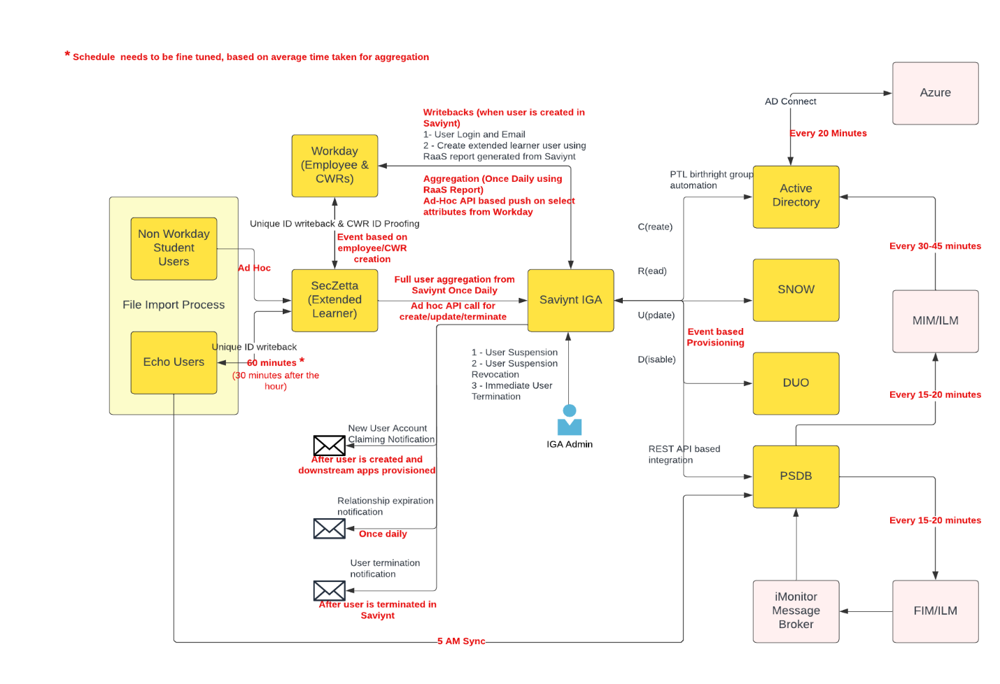 * Schedule  needs to be fine tuned, based on average time taken for aggregation
Azure
AD Connect
Every 20 Minutes
Writebacks (when user is created in
Saviynt)
1- User Login and Email
2 - Create extended learner user using
RaaS report generated from Saviynt
Workday
(Employee &
CWRs)
Aggregation (Once Daily using
RaaS Report)
Ad-Hoc API based push on select
attributes from Workday
PTL birthright group
automation
Active
Directory
Non Workday
Student
Users
Unique ID writeback & CWR ID Proofing
Event based on
employee/CWR
creation
C(reate)
Every 30-45 minutes
Ad Hoc
SecZetta
(Extended
Learner)
Full user aggregation from
Saviynt Once Daily
Ad hoc API call for
create/update/terminate
Saviynt IGA
R(ead)
SNOW
File Import Process
U(pdate)
MIM/ILM
Event based
Provisioning
Unique ID writeback
Echo Users
60 minutes *
(30 minutes after the
hour)
1 - User Suspension
2 - User Suspension
Revocation
3 - Immediate User
Termination
D(isable)
DUO
Every 15-20 minutes
New User Account
Claiming Notification
After user is created and
downstream apps provisioned
IGA Admin
REST API based
integration
PSDB
Relationship expiration
notification
Once daily
Every 15-20 minutes
User termination
notification
After user is terminated in
Saviynt
iMonitor
Message
Broker
FIM/ILM
5 AM Sync